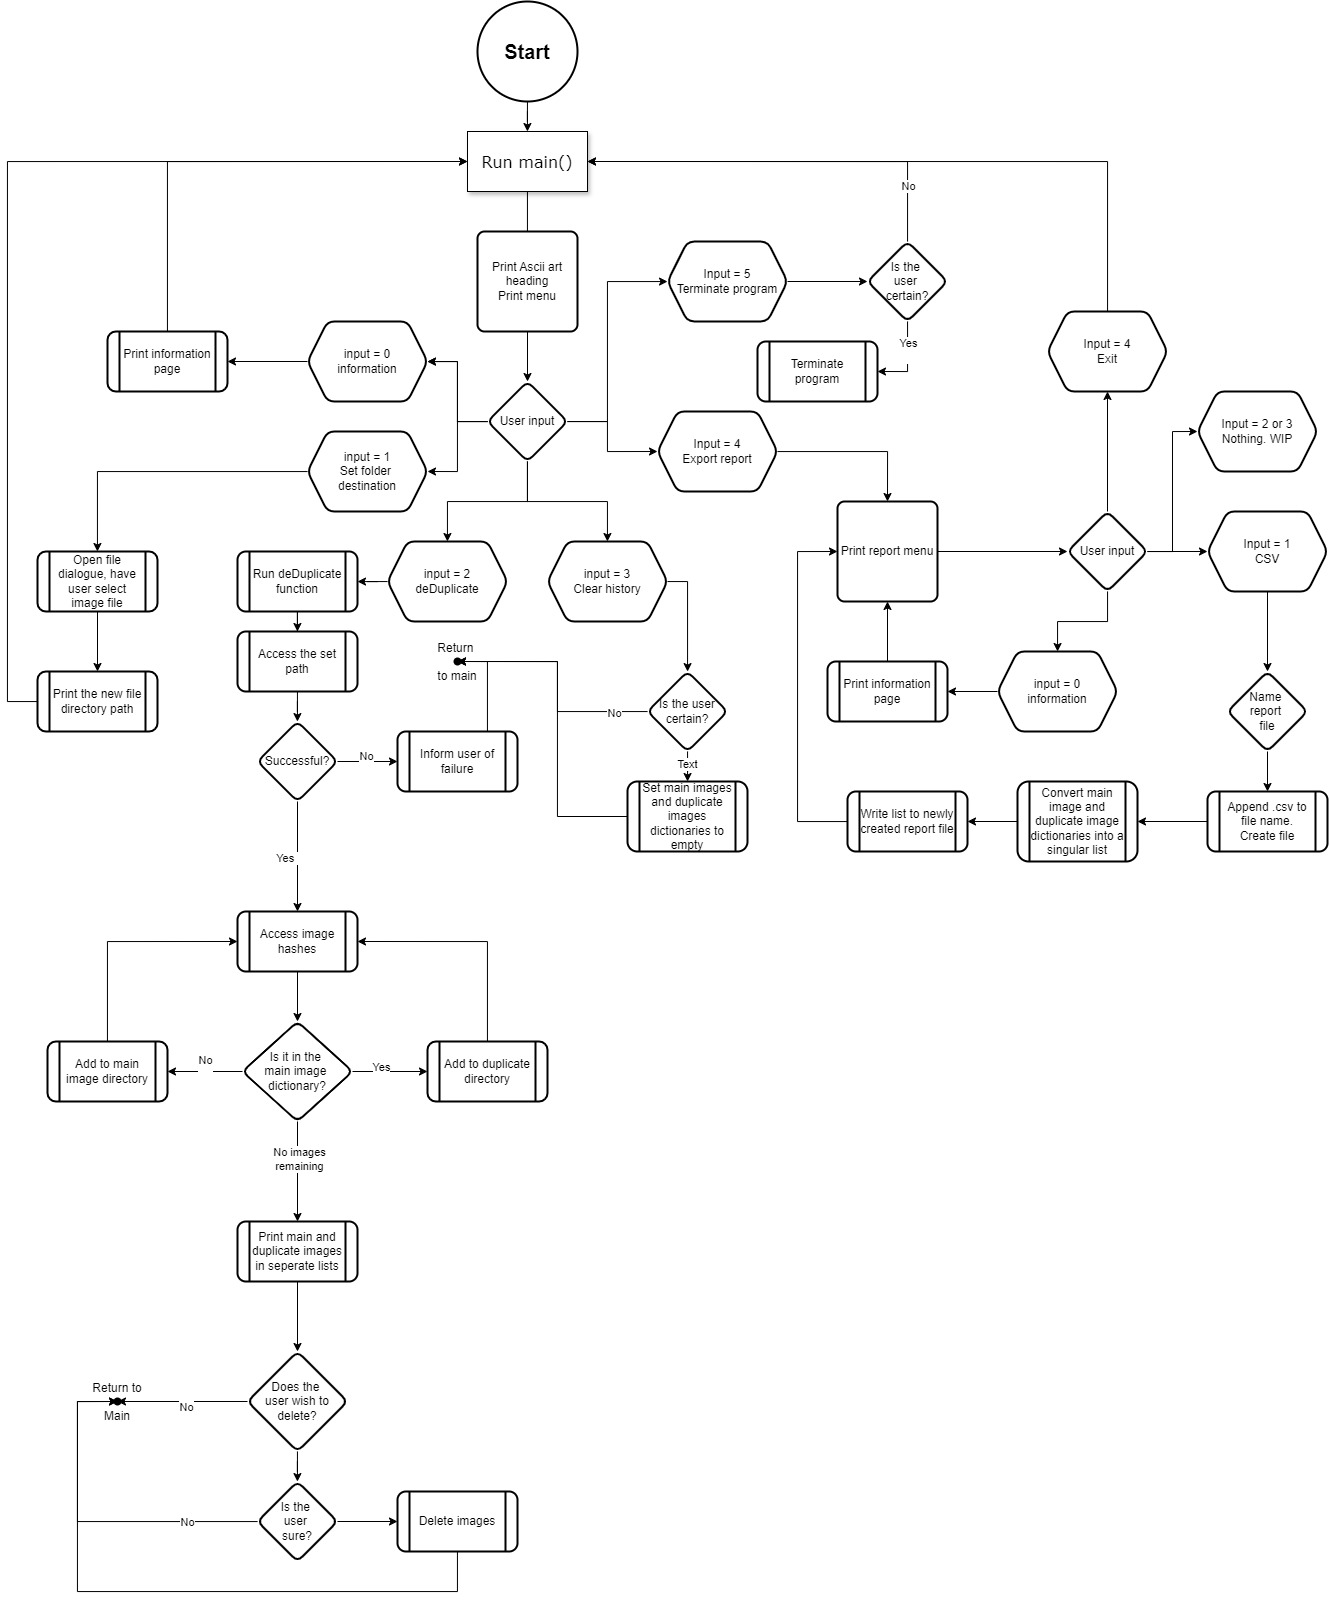 Start
Run main()
No
Print Ascii art
heading
Print menu
Input = 5
Terminate program
Is the
user
certain?
Yes
Terminate
program
Input = 4
Exit
Print information
page
input = 0
information
User input
Input = 4
Export report
Input = 2 or 3
Nothing. WIP
input = 1
Set folder
destination
Open file
dialogue, have
user select
image file
Run deDuplicate
function
input = 2
deDuplicate
input = 3
Clear history
Print report menu
User input
Input = 1
CSV
Return
to main
Access the set
path
Print the new file
directory path
Is the user
certain?
No
Text
Print information
page
input = 0
information
Name
report
file
Successful?
No
Inform user of
failure
Set main images
and duplicate
images
dictionaries to
empty
Write list to newly
created report file
Convert main
image and
duplicate image
dictionaries into a
singular list
Append .csv to
file name.
Create file
Yes
Access image
hashes
Add to main
image directory
No
Is it in the
main image
dictionary?
Yes
Add to duplicate
directory
No images
remaining
Print main and
duplicate images
in seperate lists
Return to
Main
No
Does the
user wish to
delete?
No
Is the
user
sure?
Delete images